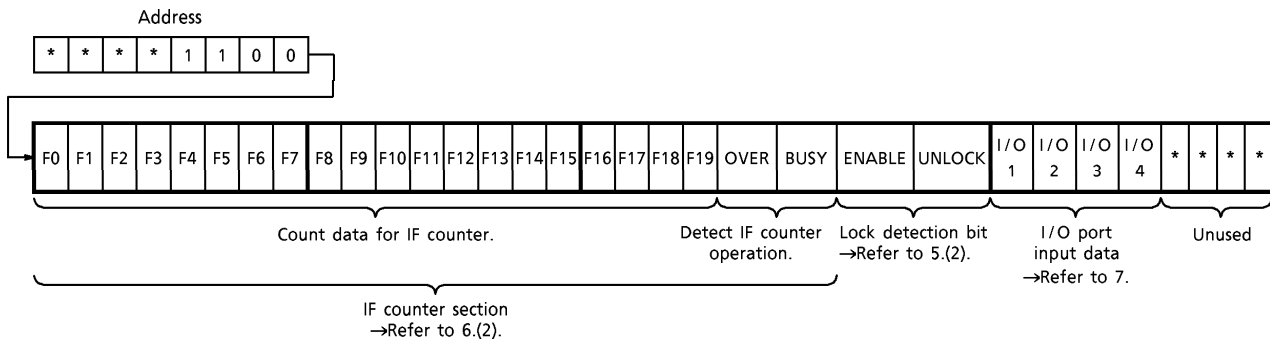 Address
* * * * 1 1 0 0
F0 F1 F2 F3 F4 F5 F6 F7 F8 F9 F10 F11 F12 F13 F14 F15 F16 F17 F18 F19 OVER BUSY ENABLE UNLOCK I/O 1 I/O 2 I/O 3 I/O 4 * * * *
Count data for IF counter.
Detect IF counter
operation.
Lock detection bit
→Refer to 5.(2).
I/O port
input data
→Refer to 7.
Unused
IF counter section
→Refer to 6.(2).